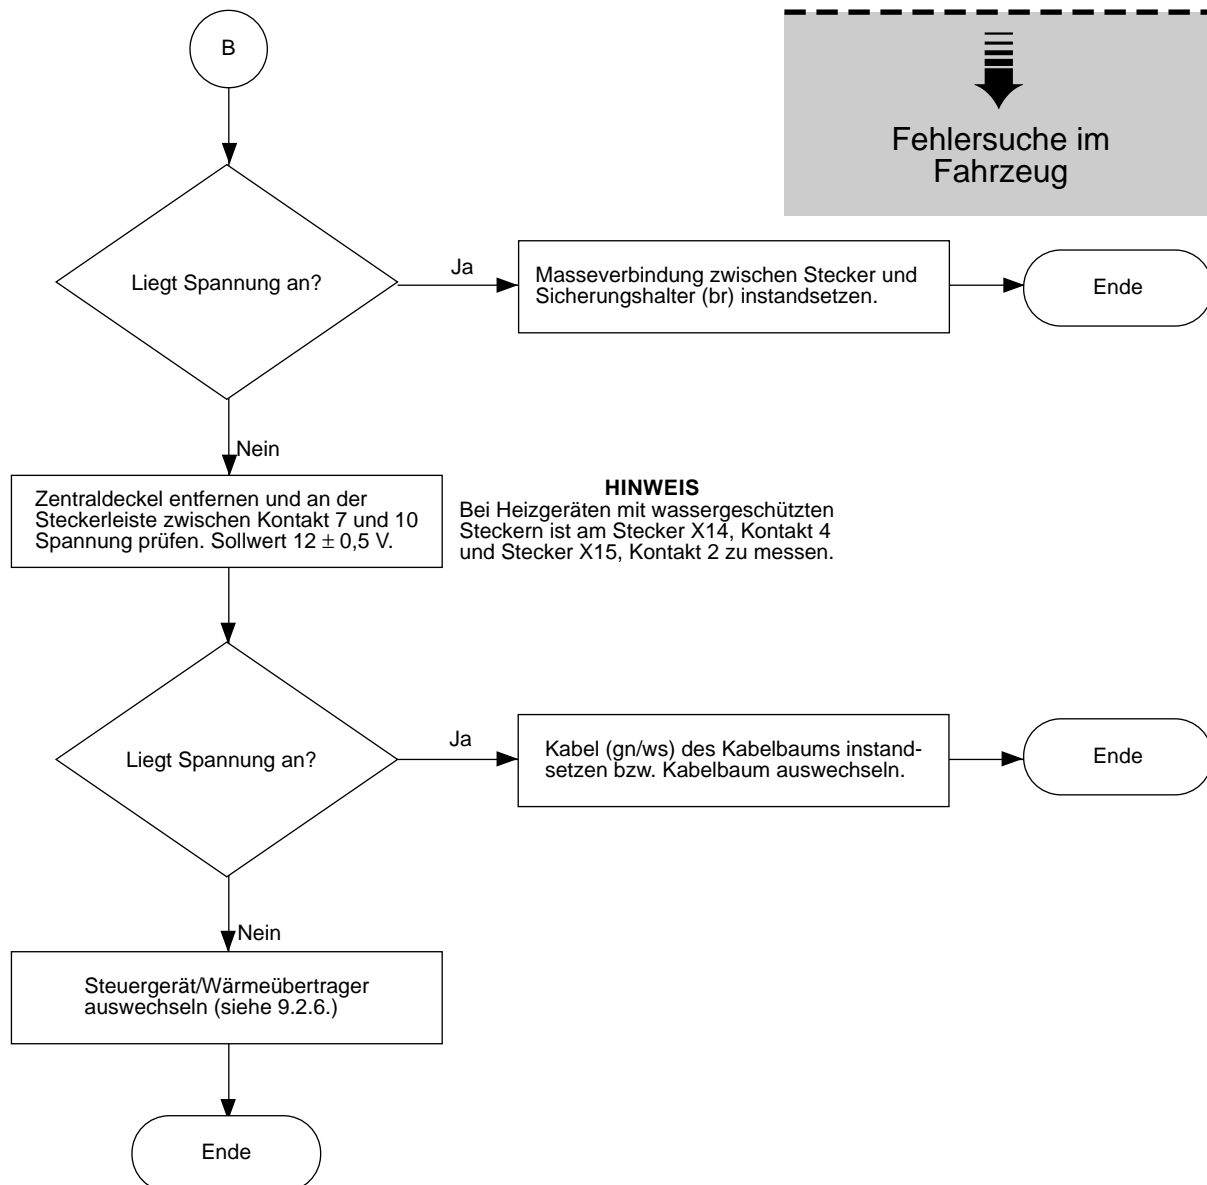 B
Fehlersuche im
Fahrzeug
Liegt Spannung an?
Ja
Masseverbindung zwischen Stecker und
Sicherungshalter (br) instandsetzen.
Ende
Nein
Zentraldeckel entfernen und an der
Steckerleiste zwischen Kontakt 7 und 10
Spannung prüfen. Sollwert 12 ± 0,5 V.
HINWEIS
Bei Heizgeräten mit wassergeschützten
Steckern ist am Stecker X14, Kontakt 4
und Stecker X15, Kontakt 2 zu messen.
Liegt Spannung an?
Ja
Kabel (gn/ws) des Kabelbaums instand-
setzen bzw. Kabelbaum auswechseln.
Ende
Nein
Steuergerät/Wärmeübertrager
auswechseln (siehe 9.2.6.)
Ende